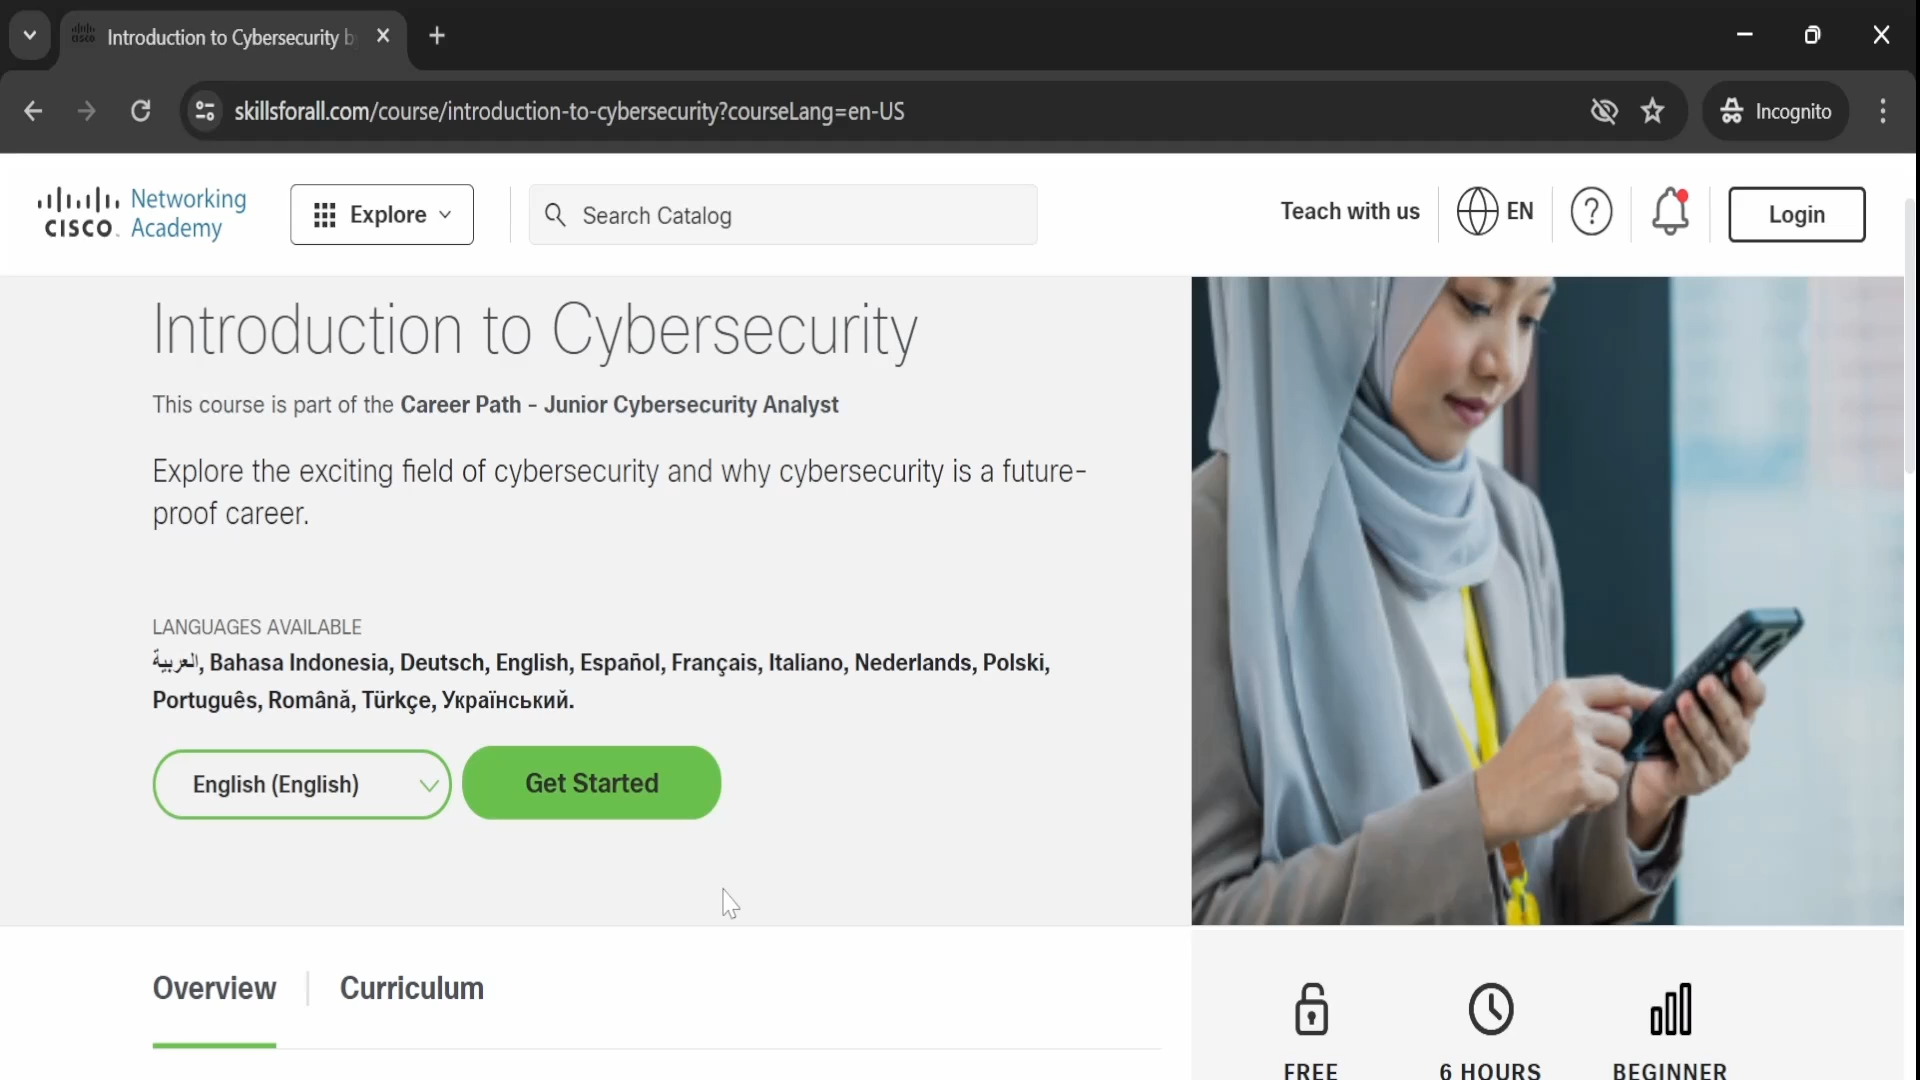 Introduction to Cybersecurity b
skillsforall.com/course/introduction-to-cybersecurity?courseLang=en-US
Incognito
CISCO Networking Academy
Explore
Search Catalog
Teach with us
EN
Login
Introduction to Cybersecurity
This course is part of the Career Path - Junior Cybersecurity Analyst
Explore the exciting field of cybersecurity and why cybersecurity is a future-
proof career.
LANGUAGES AVAILABLE
العربية, Bahasa Indonesia, Deutsch, English, Español, Français, Italiano, Nederlands, Polski,
Português, Română, Türkçe, Український.
English (English)
Get Started
Overview
Curriculum
FREE
6 HOURS
BEGINNER